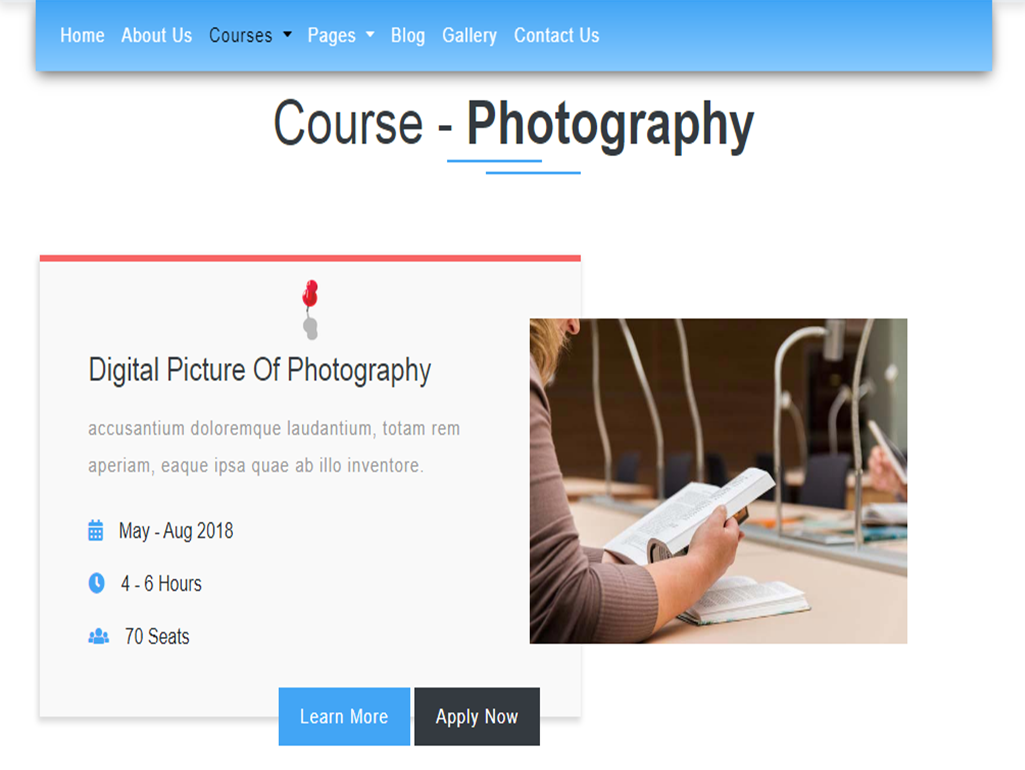 Home About Us Courses Pages Blog Gallery Contact Us
Course - Photography
Digital Picture Of Photography
accusantium doloremque laudantium, totam rem
aperiam, eaque ipsa quae ab illo inventore.
May - Aug 2018
4 - 6 Hours
70 Seats
Learn More Apply Now